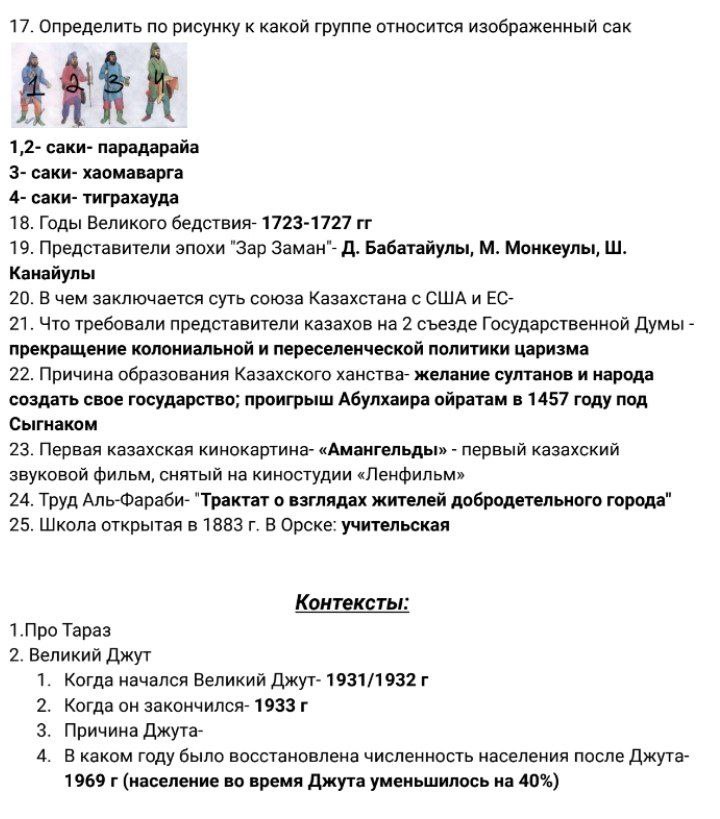 17. Определить по рисунку к какой группе относится изображенный сак
1 2 3 4
1,2- саки- парадарайа
3- саки- хаомаварга
4- саки- тиграхауда
18. Годы Великого бедствия- 1723-1727 гг
19. Представители эпохи "Зар Заман"- Д. Бабатайулы, М. Монкеулы, Ш.
Канайулы
20. В чем заключается суть союза Казахстана с США и ЕС-
21. Что требовали представители казахов на 2 съезде Государственной Думы -
прекращение колониальной и переселенческой политики царизма
22. Причина образования Казахского ханства- желание султанов и народа
создать свое государство; проигрыш Абулхаира ойратам в 1457 году под
Сыгнаком
23. Первая казахская кинокартина- «Амангельды» - первый казахский
звуковой фильм, снятый на киностудии «Ленфильм»
24. Труд Аль-Фараби- "Трактат о взглядах жителей добродетельного города"
25. Школа открытая в 1883 г. В Орске: учительская
Контексты:
1.Про Тараз
2. Великий Джут
1. Когда начался Великий Джут- 1931/1932 г
2. Когда он закончился- 1933 г
3. Причина Джута-
4. В каком году было восстановлена численность населения после Джута-
1969 г (население во время Джута уменьшилось на 40%)